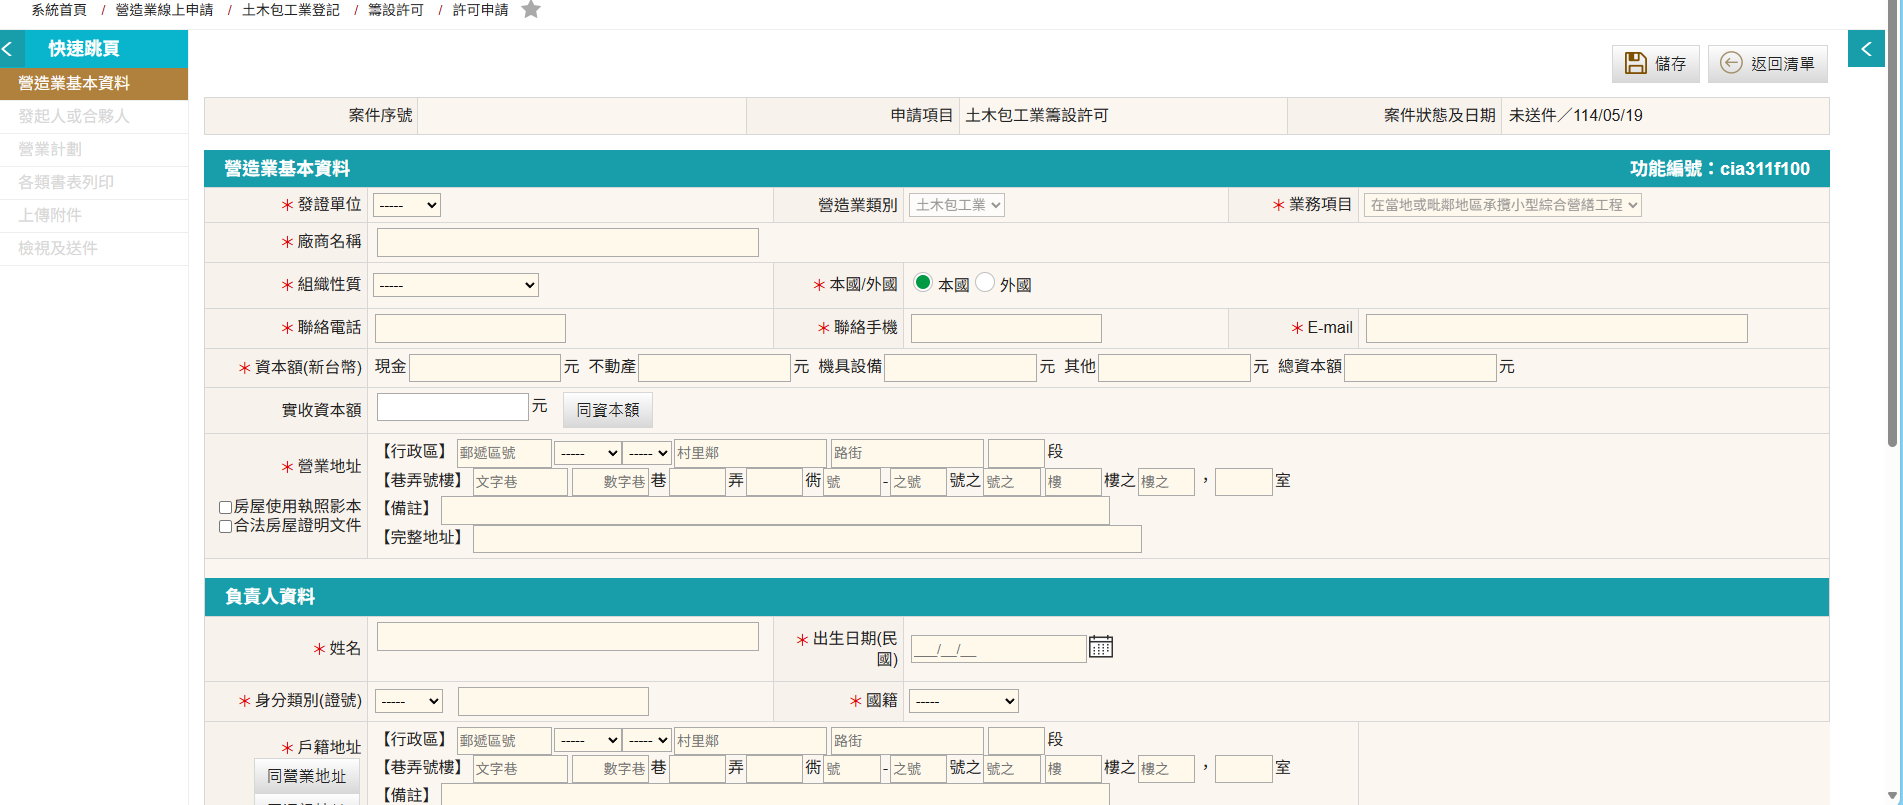 系統首頁 / 營造業線上申請 / 土木包工業登記 / 籌設許可 / 許可申請
快速跳頁
營造業基本資料
發起人或合夥人
營業計劃
各類書表列印
上傳附件
檢視及送件
儲存 返回清單
案件序號 申請項目 土木包工業籌設許可 案件狀態及日期 未送件／114/05/19
營造業基本資料 功能編號：cia311f100
＊發證單位 ----- 營造業類別 土木包工業 ＊業務項目 在當地或毗鄰地區承攬小型綜合營繕工程
＊廠商名稱
＊組織性質 ----- ＊本國/外國 本國 外國
＊聯絡電話 ＊聯絡手機 ＊E-mail
＊資本額(新台幣) 現金 元 不動產 元 機具設備 元 其他 元 總資本額 元
實收資本額 元 同資本額
＊營業地址
房屋使用執照影本
合法房屋證明文件
【行政區】 郵遞區號 ----- ----- 村里鄰 路街 段
【巷弄號樓】 文字巷 數字巷 巷 弄 衖 號 - 之號 號之 號之 樓 樓之 樓之 ， 室
【備註】
【完整地址】
負責人資料
＊姓名 ＊出生日期(民國) ___/__/__
＊身分類別(證號) ----- ＊國籍 -----
＊戶籍地址
同營業地址
【行政區】 郵遞區號 ----- ----- 村里鄰 路街 段
【巷弄號樓】 文字巷 數字巷 巷 弄 衖 號 - 之號 號之 號之 樓 樓之 樓之 ， 室
【備註】